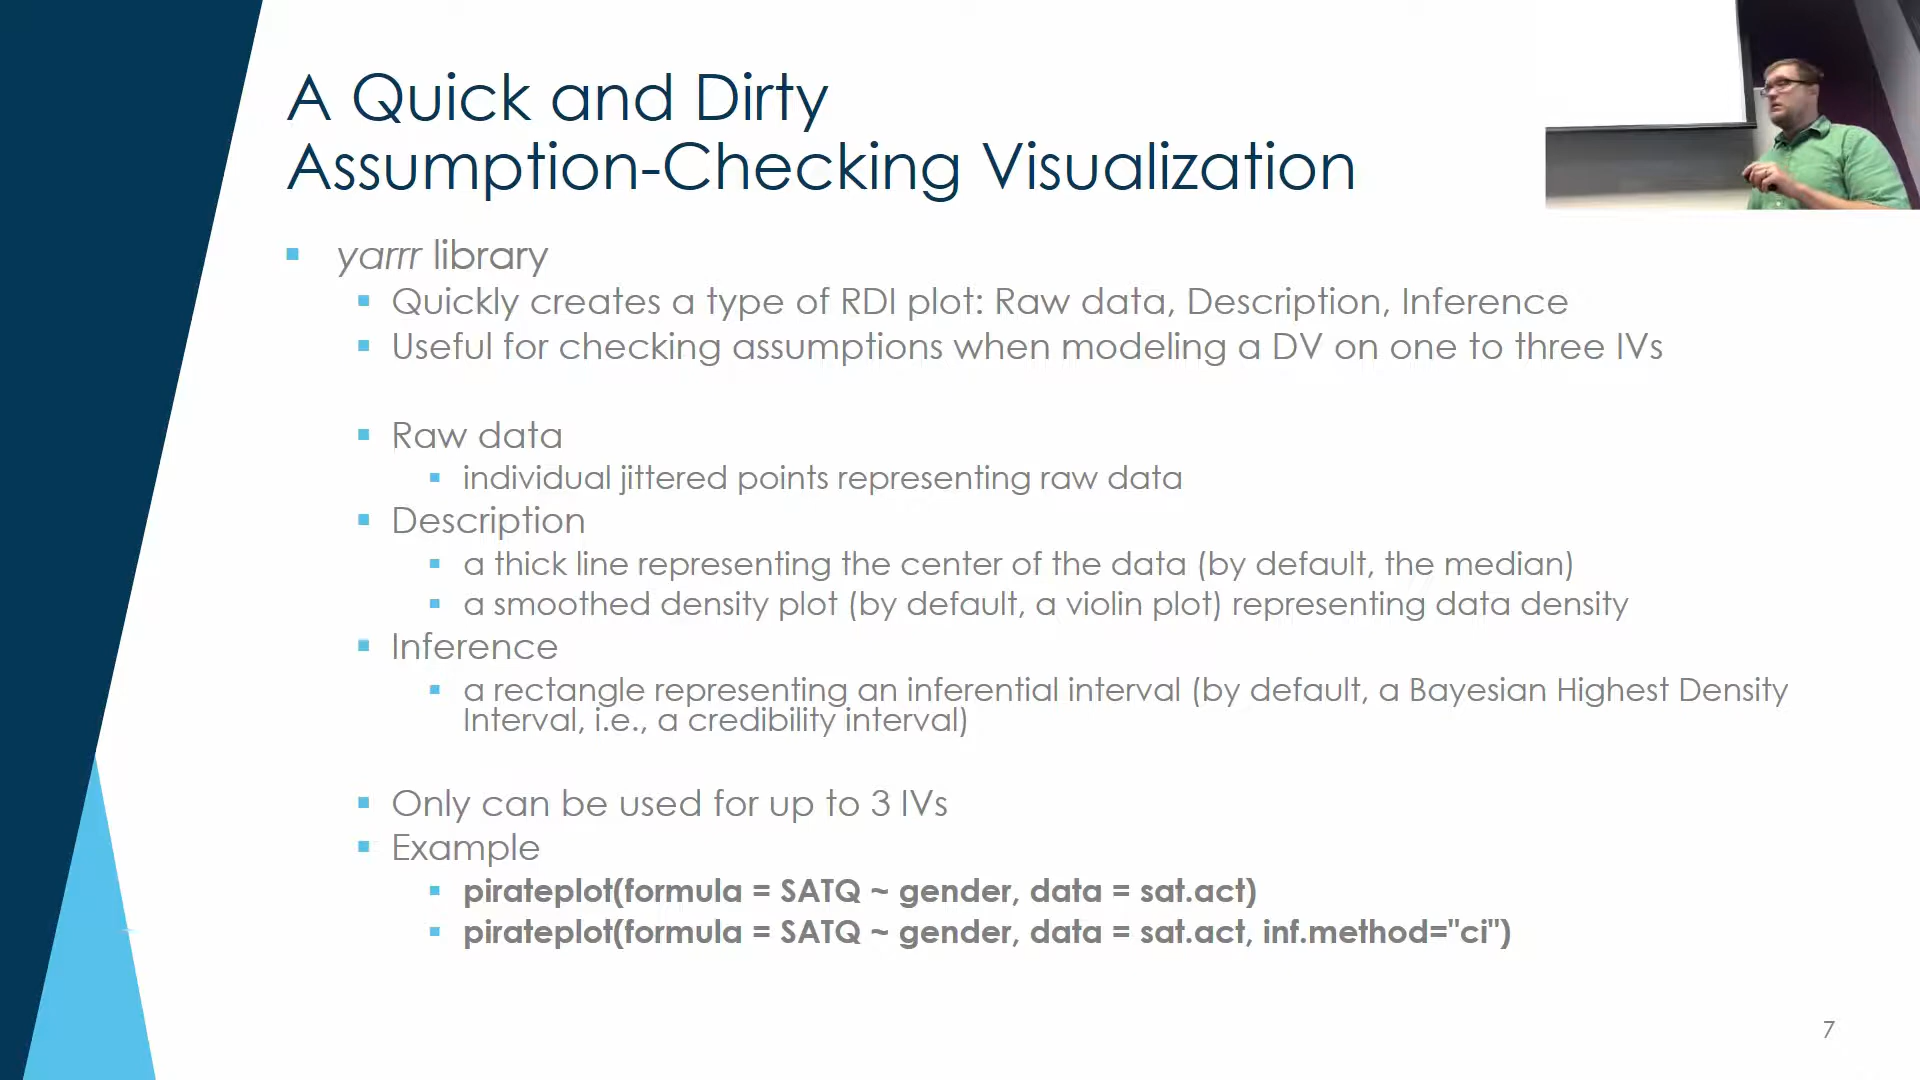 A Quick and Dirty
Assumption-Checking Visualization
yarrr library
Quickly creates a type of RDI plot: Raw data, Description, Inference
Useful for checking assumptions when modeling a DV on one to three IVs
Raw data
individual jittered points representing raw data
Description
a thick line representing the center of the data (by default, the median)
a smoothed density plot (by default, a violin plot) representing data density
Inference
a rectangle representing an inferential interval (by default, a Bayesian Highest Density
Interval, i.e., a credibility interval)
Only can be used for up to 3 IVs
Example
pirateplot(formula = SATQ ~ gender, data = sat.act)
pirateplot(formula = SATQ ~ gender, data = sat.act, inf.method="ci")
7